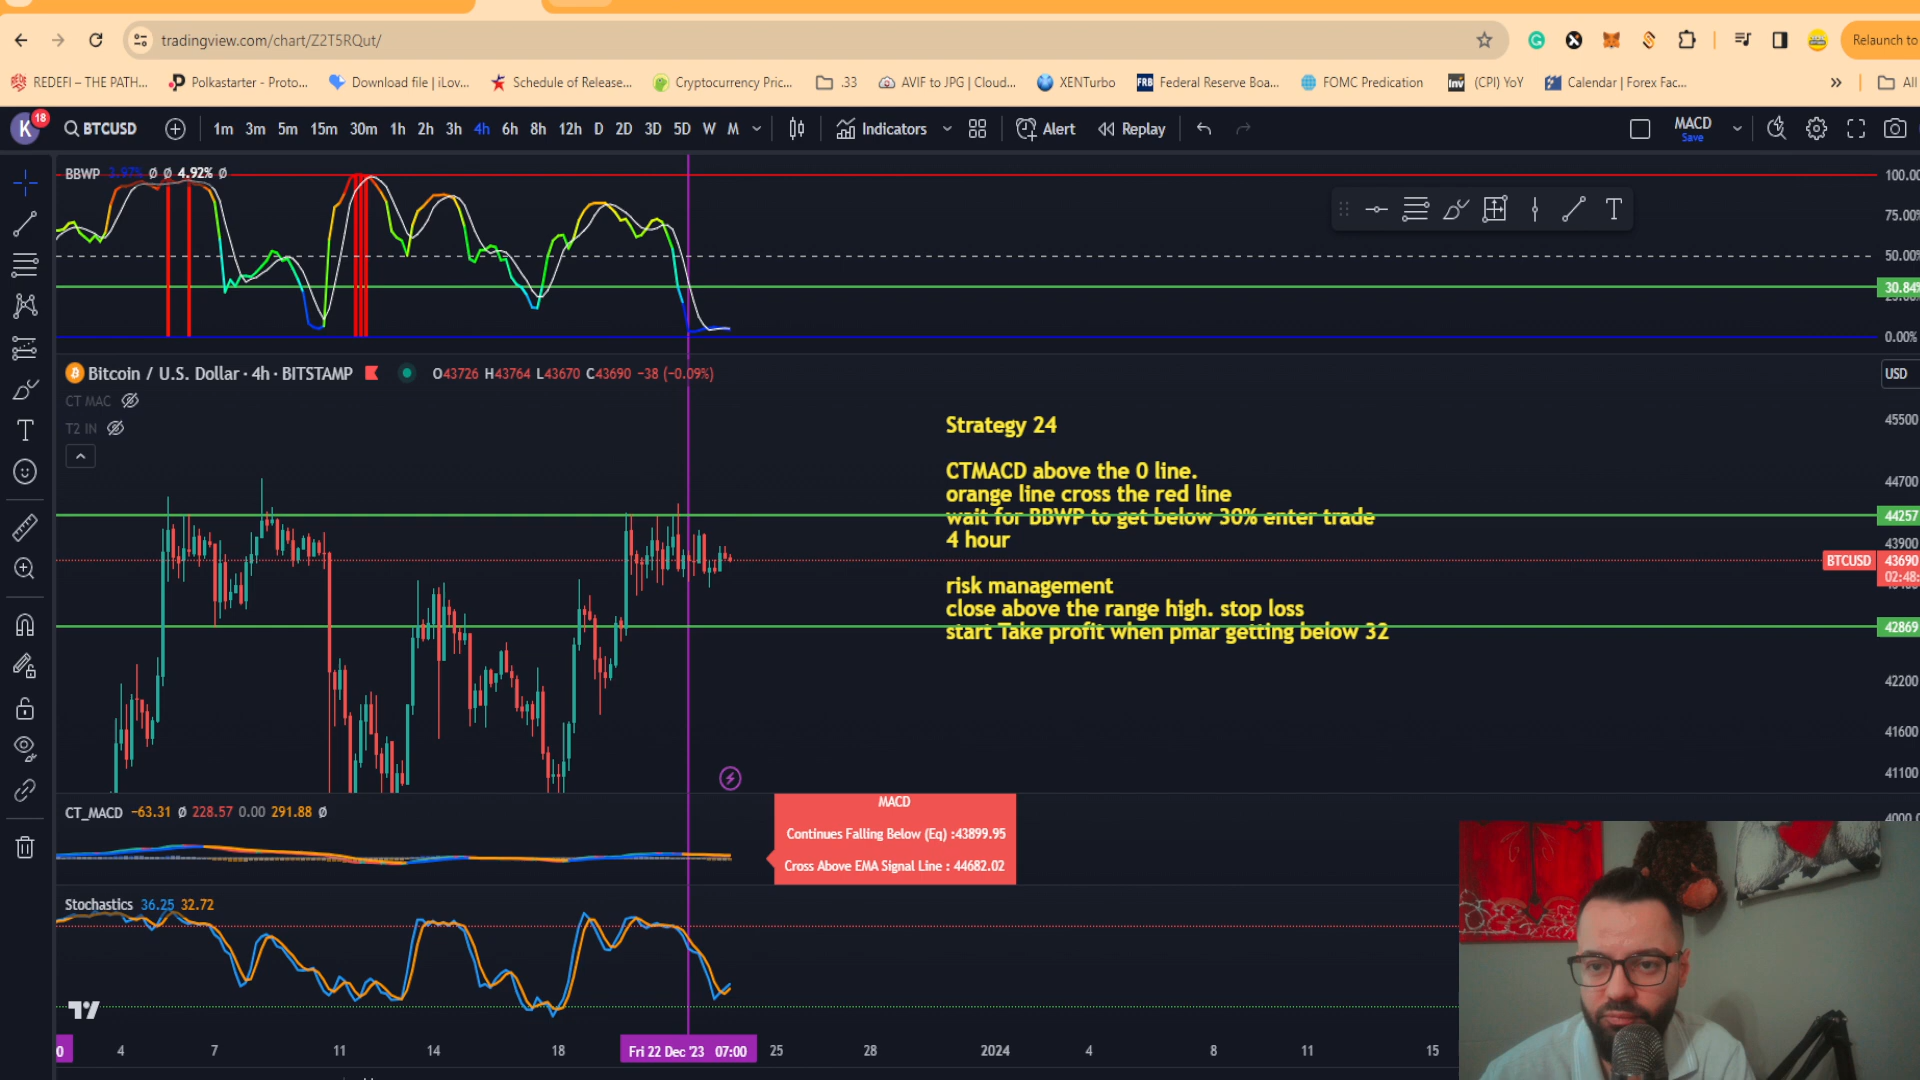 tradingview.com/chart/Z2T5RQut/
Relaunch to
REDEFI – THE PATH...
Polkastarter - Proto...
Download file | iLov...
Schedule of Release...
Cryptocurrency Pric...
.33
AVIF to JPG | Cloud...
XENTurbo
FRB Federal Reserve Boa...
FOMC Predication
Inv (CPI) YoY
Calendar | Forex Fac...
All
K 18 BTCUSD 1m 3m 5m 15m 30m 1h 2h 3h 4h 6h 8h 12h D 2D 3D 5D W M Indicators Alert Replay MACD
Save
BBWP 3.97% Ø Ø 4.92% Ø
100.00
75.00%
50.00%
30.84%
0.00%
Bitcoin / U.S. Dollar · 4h · BITSTAMP O43726 H43764 L43670 C43690 −38 (−0.09%)
USD
CT MAC
T2 IN
45500
Strategy 24
CTMACD above the 0 line.
44700
orange line cross the red line
wait for BBWP to get below 30% enter trade
44257
4 hour
43900
BTCUSD 43690
02:48:
risk management
close above the range high. stop loss
start Take profit when pmar getting below 32
42869
42200
41600
41100
CT_MACD −63.31 Ø 228.57 0.00 291.88 Ø
MACD
Continues Falling Below (Eq) :43899.95
Cross Above EMA Signal Line : 44682.02
Stochastics 36.25 32.72
0 4 7 11 14 18 Fri 22 Dec '23 07:00 25 28 2024 4 8 11 15